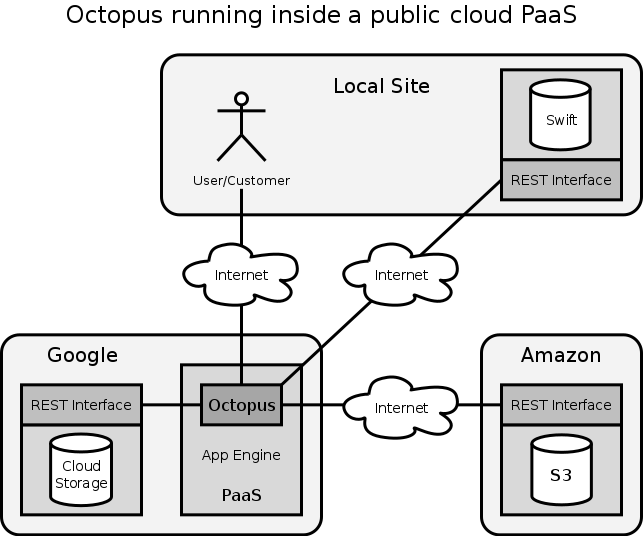 Octopus running inside a public cloud PaaS
Local Site
Swift
User/Customer
REST Interface
Internet
Internet
Google
Amazon
REST Interface
Octopus
Internet
REST Interface
App Engine
Cloud
Storage
PaaS
S3